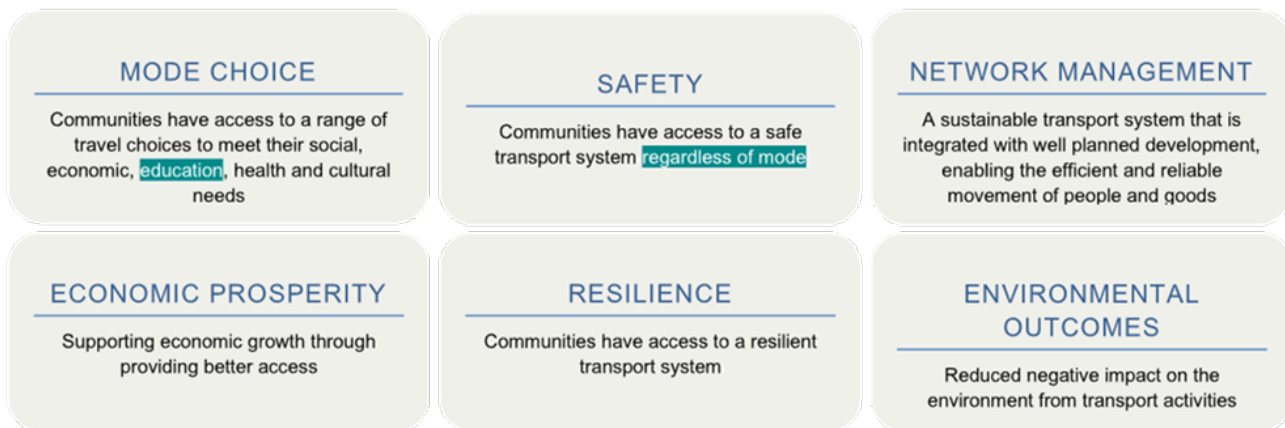 MODE CHOICE
Communities have access to a range of
travel choices to meet their social,
economic, education, health and cultural
needs
SAFETY
Communities have access to a safe
transport system regardless of mode
NETWORK MANAGEMENT
A sustainable transport system that is
integrated with well planned development,
enabling the efficient and reliable
movement of people and goods
ECONOMIC PROSPERITY
Supporting economic growth through
providing better access
RESILIENCE
Communities have access to a resilient
transport system
ENVIRONMENTAL
OUTCOMES
Reduced negative impact on the
environment from transport activities